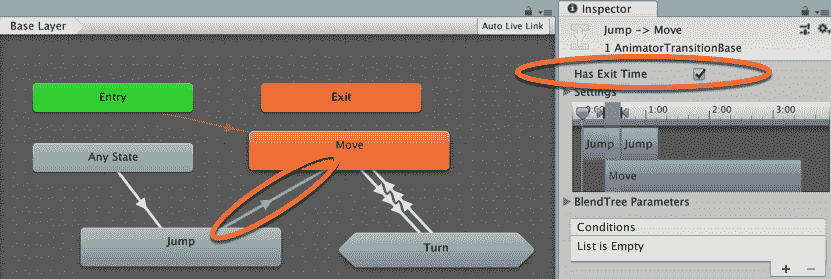 Base Layer
Auto Live Link
Entry
Exit
Any State
Move
Jump
Turn
Inspector
Jump -> Move
1 AnimatorTransitionBase
Has Exit Time
Settings
0:00 1:00 2:00 3:00
Jump Jump
Move
BlendTree Parameters
Conditions
List is Empty
+ −